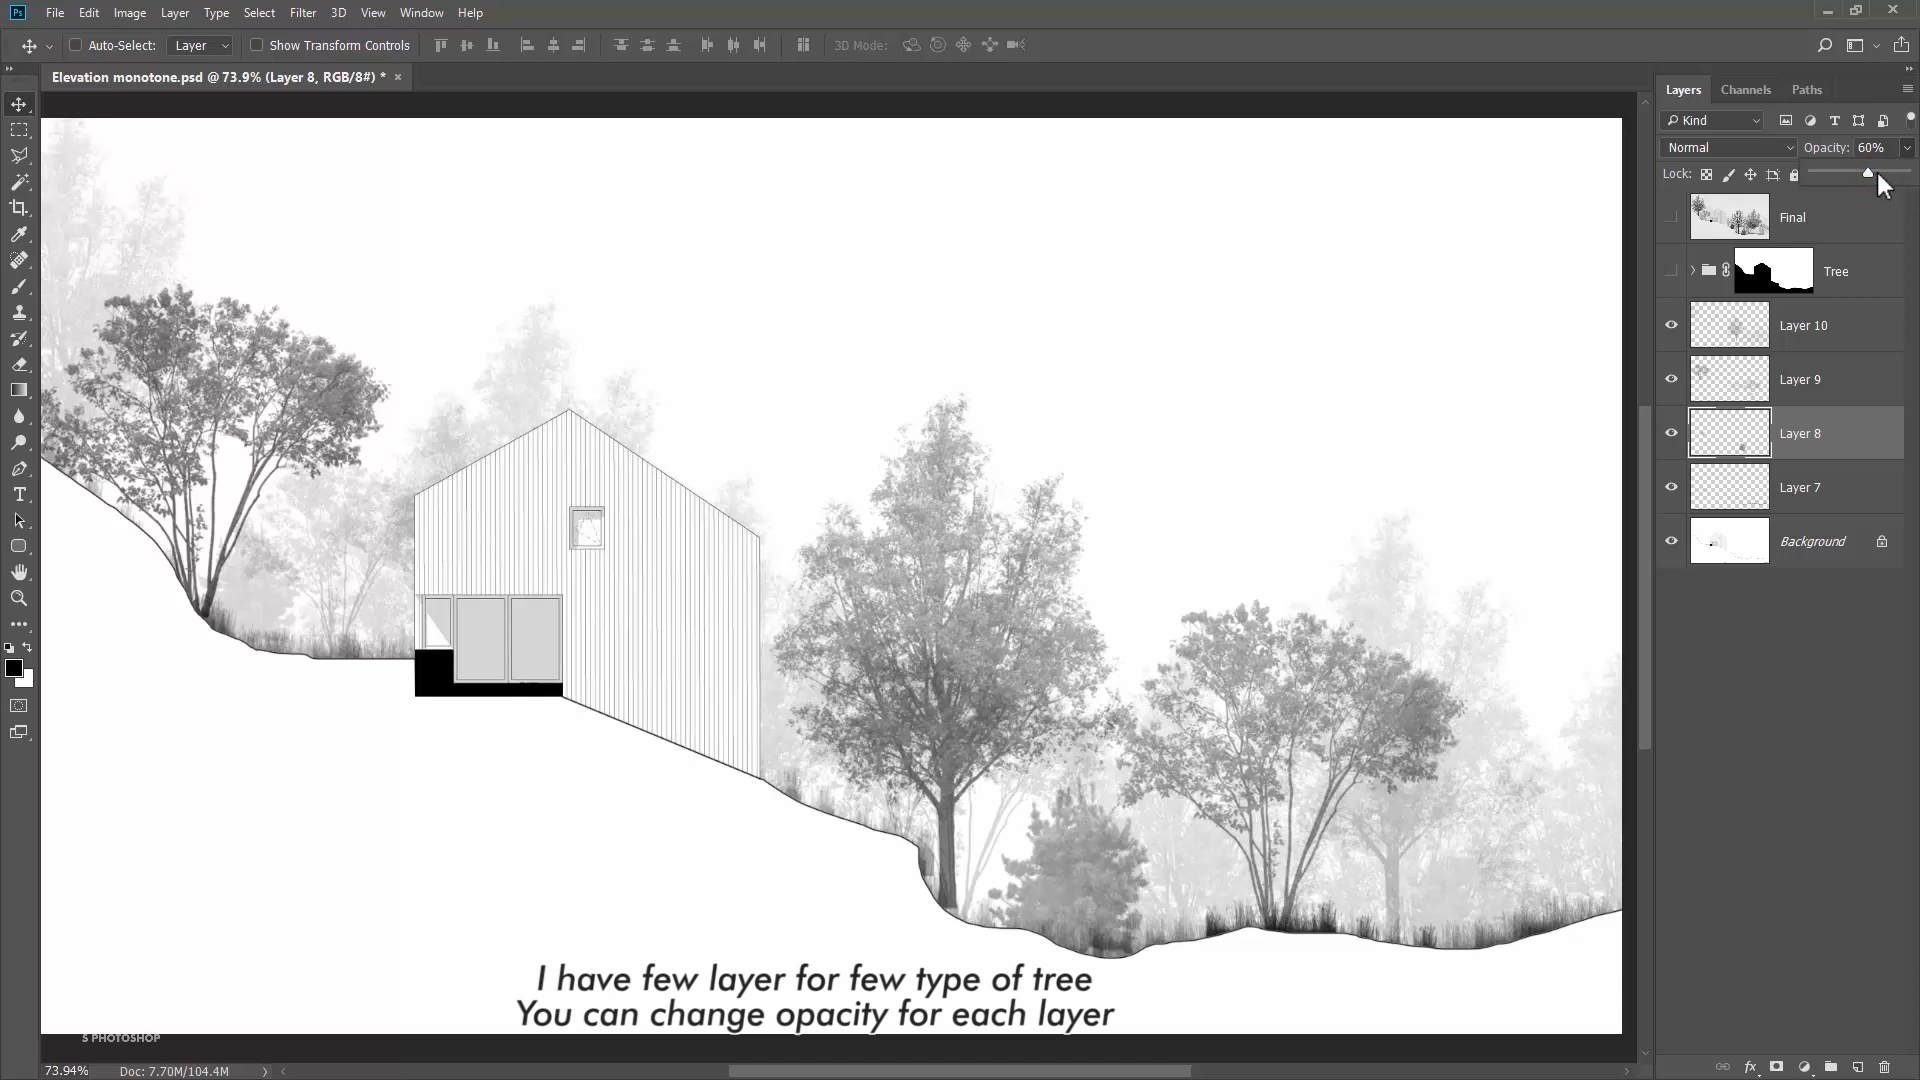 Ps File Edit Image Layer Type Select Filter 3D View Window Help
Auto-Select: Layer Show Transform Controls 3D Mode:
Elevation monotone.psd @ 73.9% (Layer 8, RGB/8#) * ×
Layers Channels Paths
Kind
Normal Opacity: 60%
Lock:
Final
Tree
Layer 10
Layer 9
Layer 8
Layer 7
Background
I have few layer for few type of tree
You can change opacity for each layer
S PHOTOSHOP
73.94% Doc: 7.70M/104.4M
fx